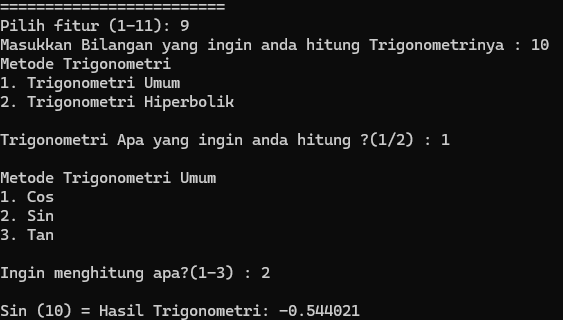 =========================
Pilih fitur (1-11): 9
Masukkan Bilangan yang ingin anda hitung Trigonometrinya : 10
Metode Trigonometri
1. Trigonometri Umum
2. Trigonometri Hiperbolik

Trigonometri Apa yang ingin anda hitung ?(1/2) : 1

Metode Trigonometri Umum
1. Cos
2. Sin
3. Tan

Ingin menghitung apa?(1-3) : 2

Sin (10) = Hasil Trigonometri: -0.544021